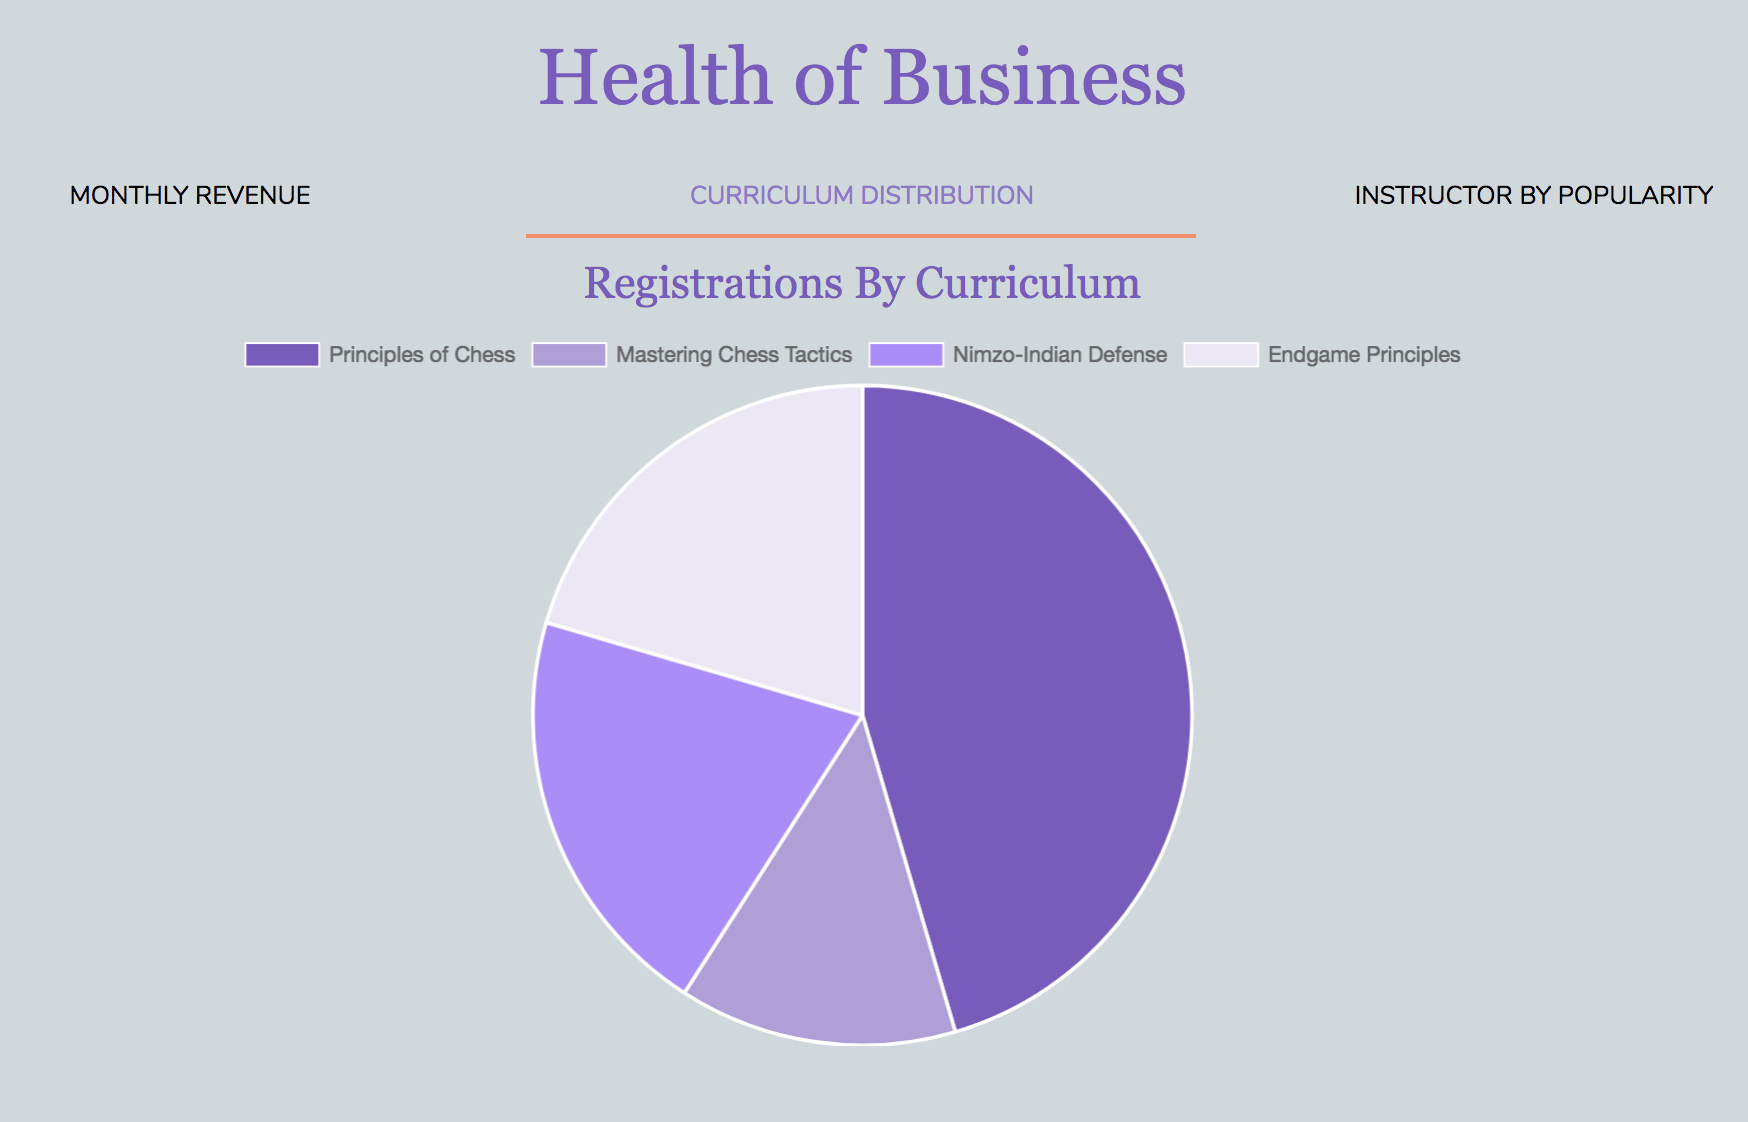 Health of Business
MONTHLY REVENUE CURRICULUM DISTRIBUTION INSTRUCTOR BY POPULARITY
Registrations By Curriculum
Principles of Chess Mastering Chess Tactics Nimzo-Indian Defense Endgame Principles